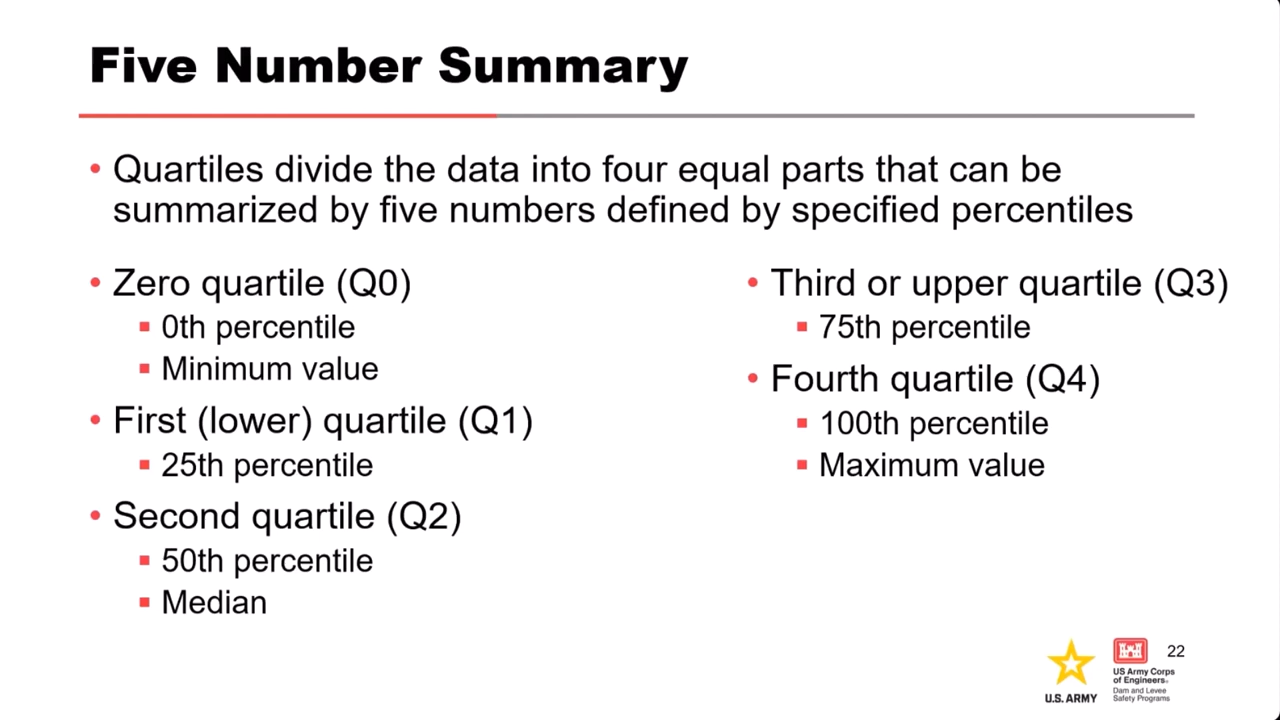 Five Number Summary
• Quartiles divide the data into four equal parts that can be
summarized by five numbers defined by specified percentiles
• Zero quartile (Q0)
▪ 0th percentile
▪ Minimum value
• First (lower) quartile (Q1)
▪ 25th percentile
• Second quartile (Q2)
▪ 50th percentile
▪ Median
• Third or upper quartile (Q3)
▪ 75th percentile
• Fourth quartile (Q4)
▪ 100th percentile
▪ Maximum value
U.S. ARMY
US Army Corps
of Engineers®
Dam and Levee
Safety Programs
22